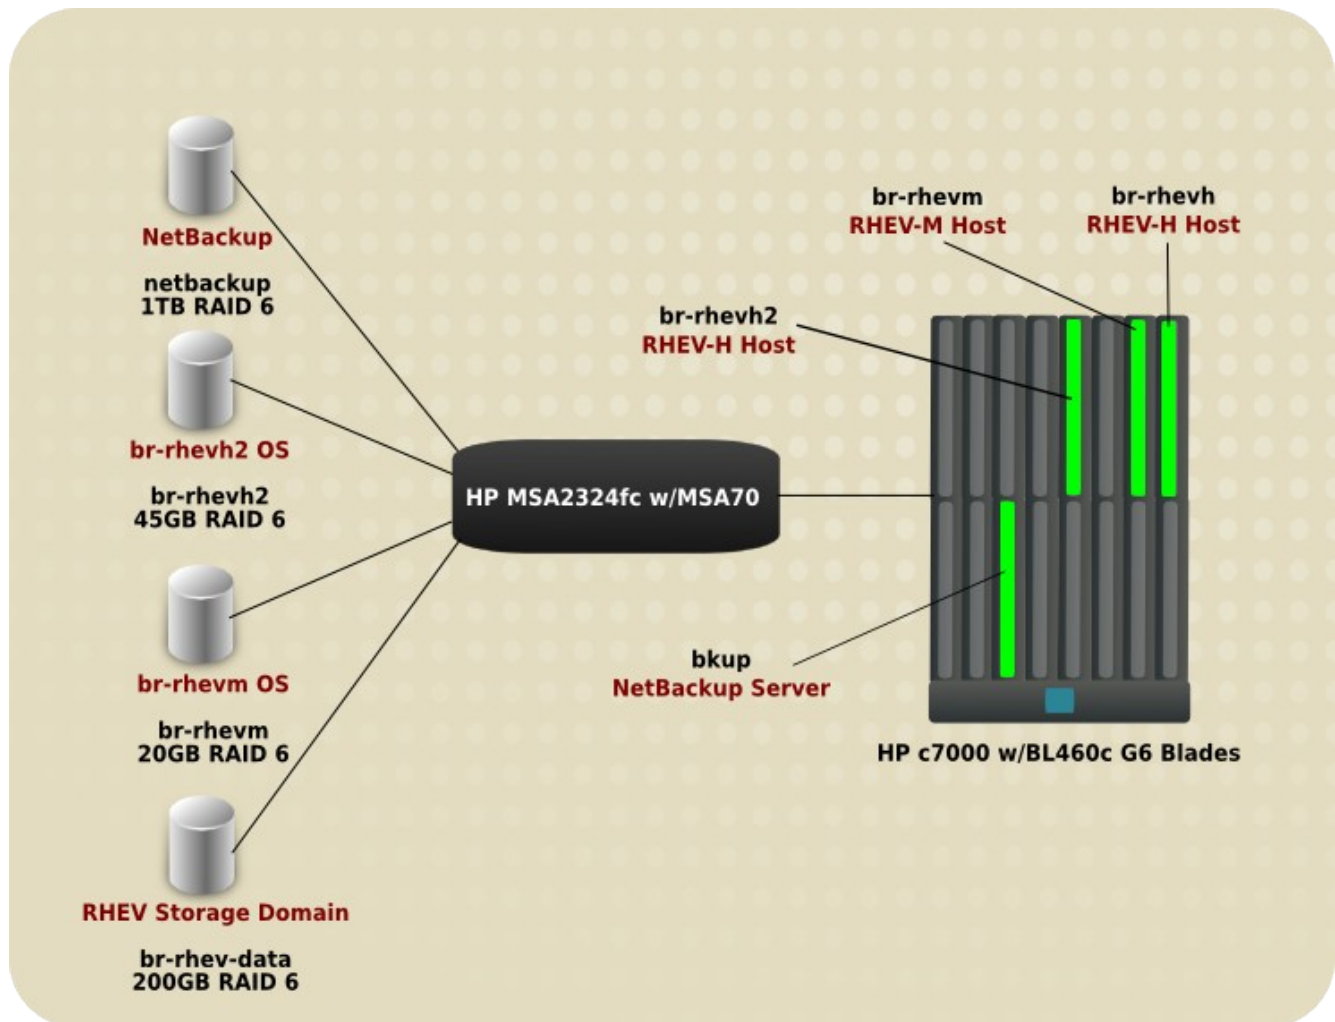 NetBackup
netbackup
1TB RAID 6
br-rhevh2 OS
br-rhevh2
45GB RAID 6
br-rhevm OS
br-rhevm
20GB RAID 6
RHEV Storage Domain
br-rhev-data
200GB RAID 6
HP MSA2324fc w/MSA70
br-rhevm
RHEV-M Host
br-rhevh
RHEV-H Host
br-rhevh2
RHEV-H Host
bkup
NetBackup Server
HP c7000 w/BL460c G6 Blades